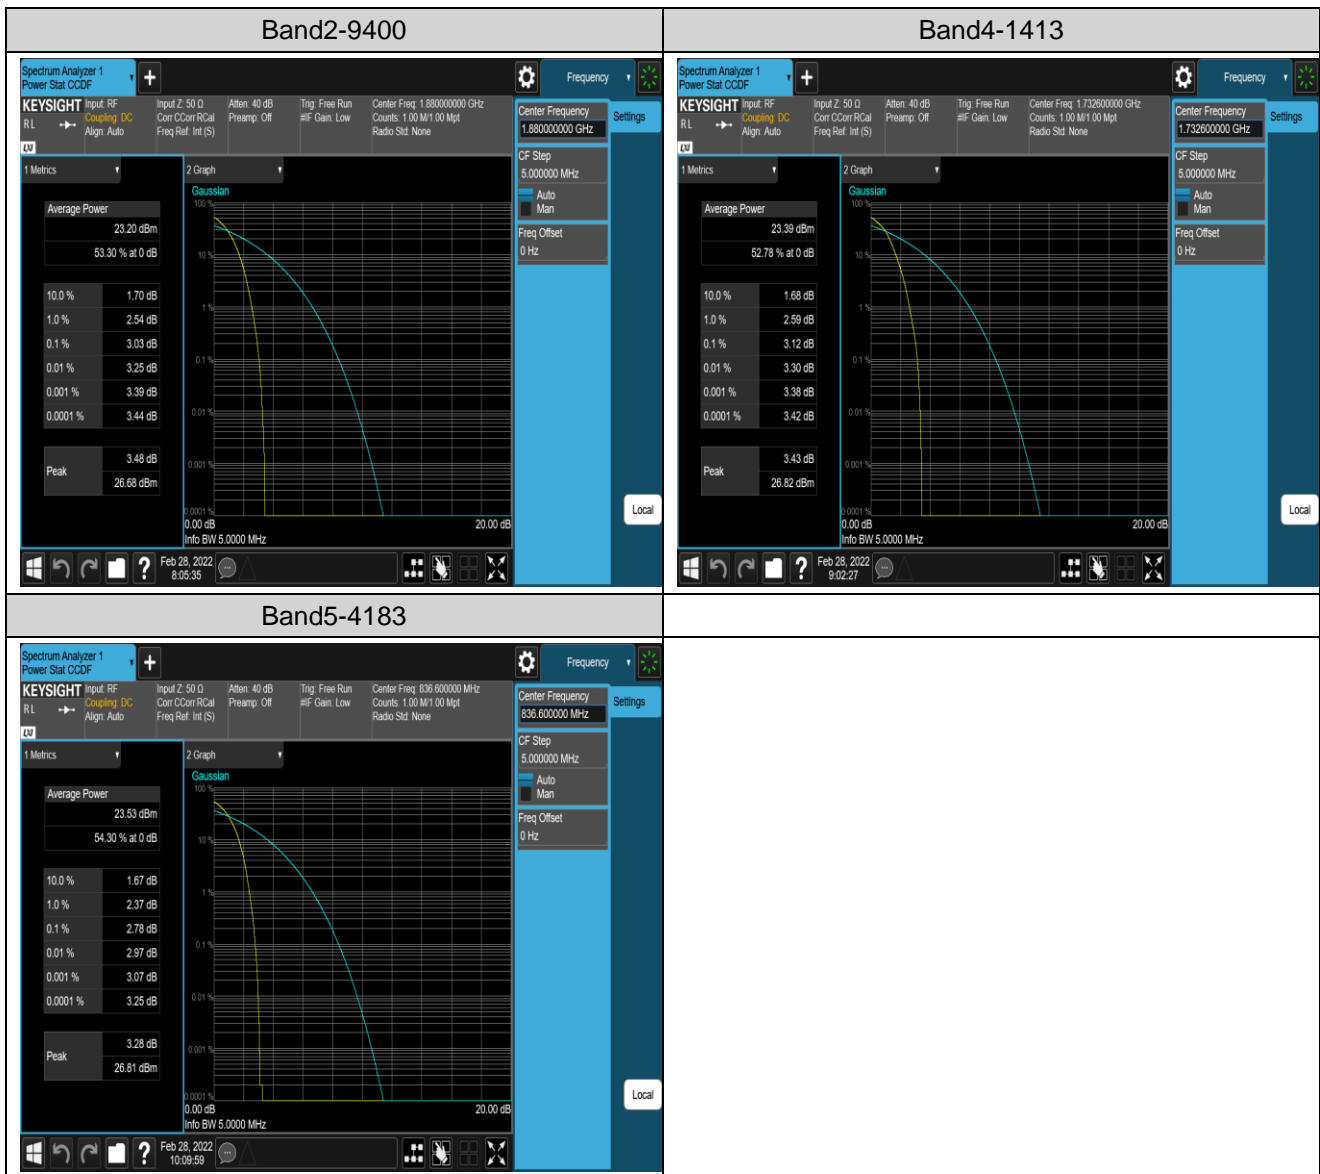 Band2-9400
Band4-1413
Spectrum Analyzer 1
Power Stat CCDF
Frequency
KEYSIGHT
RL
Input: RF
Coupling: DC
Align: Auto
Input Z: 50 Ω
Corr CCorr RCal
Freq Ref: Int (S)
Atten: 40 dB
Preamp: Off
Trig: Free Run
#IF Gain: Low
Center Freq: 1.880000000 GHz
Counts: 1.00 M/1.00 Mpt
Radio Std: None
LXI
1 Metrics
Average Power
23.20 dBm
53.30 % at 0 dB
10.0 % 1.70 dB
1.0 % 2.54 dB
0.1 % 3.03 dB
0.01 % 3.25 dB
0.001 % 3.39 dB
0.0001 % 3.44 dB
Peak
3.48 dB
26.68 dBm
2 Graph
Gaussian
100 %
10 %
1 %
0.1 %
0.01 %
0.001 %
0.0001 %
0.00 dB 20.00 dB
Info BW 5.0000 MHz
Center Frequency
1.880000000 GHz
Settings
CF Step
5.000000 MHz
Auto
Man
Freq Offset
0 Hz
Local
?
Feb 28, 2022
8:05:35
Spectrum Analyzer 1
Power Stat CCDF
Frequency
KEYSIGHT
RL
Input: RF
Coupling: DC
Align: Auto
Input Z: 50 Ω
Corr CCorr RCal
Freq Ref: Int (S)
Atten: 40 dB
Preamp: Off
Trig: Free Run
#IF Gain: Low
Center Freq: 1.732600000 GHz
Counts: 1.00 M/1.00 Mpt
Radio Std: None
LXI
1 Metrics
Average Power
23.39 dBm
52.78 % at 0 dB
10.0 % 1.68 dB
1.0 % 2.59 dB
0.1 % 3.12 dB
0.01 % 3.30 dB
0.001 % 3.38 dB
0.0001 % 3.42 dB
Peak
3.43 dB
26.82 dBm
2 Graph
Gaussian
100 %
10 %
1 %
0.1 %
0.01 %
0.001 %
0.0001 %
0.00 dB 20.00 dB
Info BW 5.0000 MHz
Center Frequency
1.732600000 GHz
Settings
CF Step
5.000000 MHz
Auto
Man
Freq Offset
0 Hz
Local
?
Feb 28, 2022
9:02:27
Band5-4183
Spectrum Analyzer 1
Power Stat CCDF
Frequency
KEYSIGHT
RL
Input: RF
Coupling: DC
Align: Auto
Input Z: 50 Ω
Corr CCorr RCal
Freq Ref: Int (S)
Atten: 40 dB
Preamp: Off
Trig: Free Run
#IF Gain: Low
Center Freq: 836.600000 MHz
Counts: 1.00 M/1.00 Mpt
Radio Std: None
LXI
1 Metrics
Average Power
23.53 dBm
54.30 % at 0 dB
10.0 % 1.67 dB
1.0 % 2.37 dB
0.1 % 2.78 dB
0.01 % 2.97 dB
0.001 % 3.07 dB
0.0001 % 3.25 dB
Peak
3.28 dB
26.81 dBm
2 Graph
Gaussian
100 %
10 %
1 %
0.1 %
0.01 %
0.001 %
0.0001 %
0.00 dB 20.00 dB
Info BW 5.0000 MHz
Center Frequency
836.600000 MHz
Settings
CF Step
5.000000 MHz
Auto
Man
Freq Offset
0 Hz
Local
?
Feb 28, 2022
10:09:59